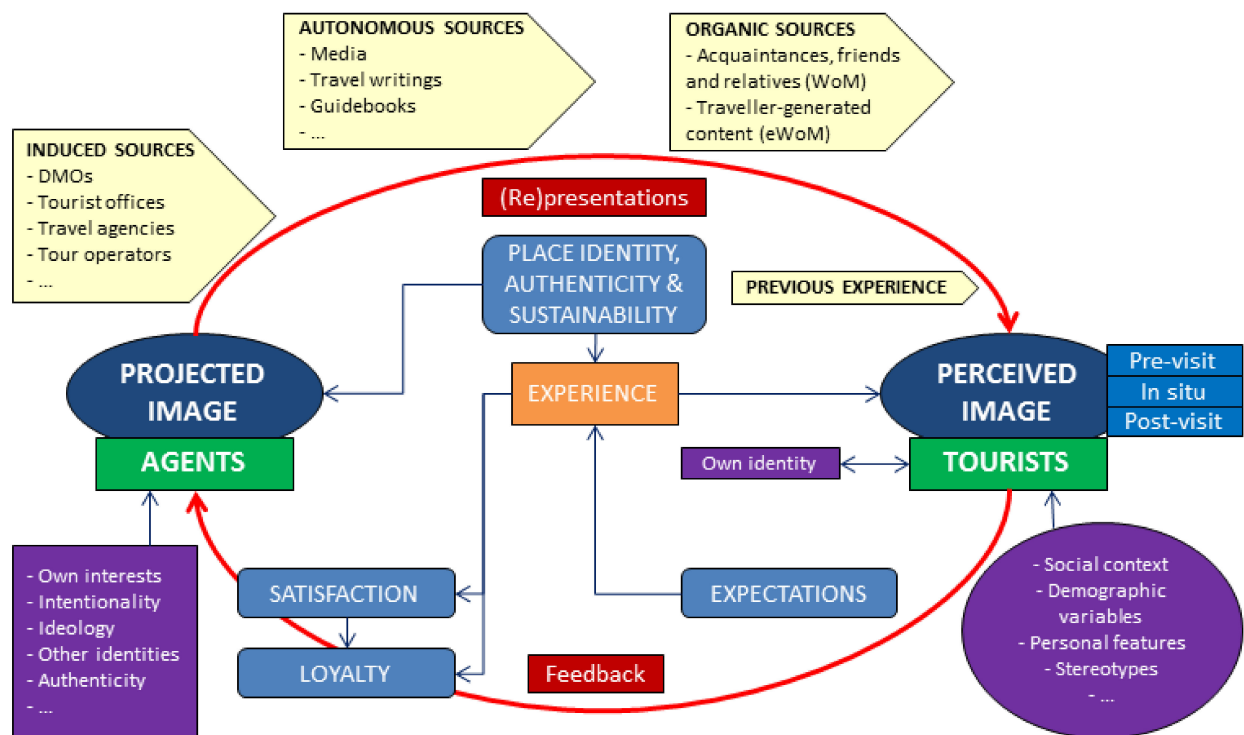 AUTONOMOUS SOURCES
- Media
- Travel writings
- Guidebooks
- ...
ORGANIC SOURCES
- Acquaintances, friends
and relatives (WoM)
- Traveller-generated
content (eWoM)
INDUCED SOURCES
- DMOs
- Tourist offices
- Travel agencies
- Tour operators
- ...
(Re)presentations
PLACE IDENTITY,
AUTHENTICITY &
SUSTAINABILITY
PREVIOUS EXPERIENCE
PROJECTED
IMAGE
AGENTS
EXPERIENCE
PERCEIVED
IMAGE
Pre-visit
In situ
Post-visit
TOURISTS
Own identity
- Own interests
- Intentionality
- Ideology
- Other identities
- Authenticity
- ...
SATISFACTION
LOYALTY
EXPECTATIONS
Feedback
- Social context
- Demographic
variables
- Personal features
- Stereotypes
- ...